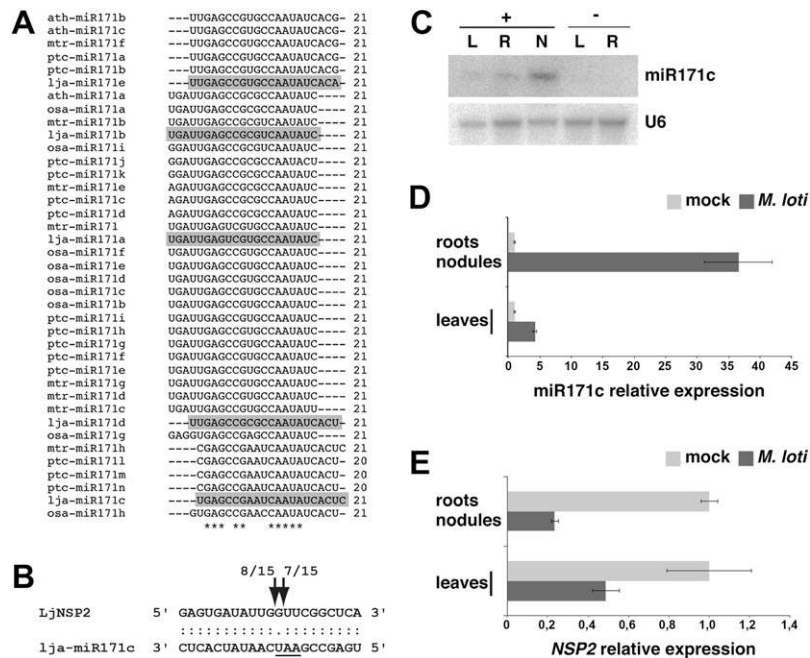 A
ath-miR171b ---UUGAGCCGUGCCAAUAUCACG- 21
ath-miR171c ---UUGAGCCGUGCCAAUAUCACG- 21
mtr-miR171f ---UUGAGCCGUGCCAAUAUCACG- 21
ptc-miR171a ---UUGAGCCGUGCCAAUAUCACG- 21
ptc-miR171b ---UUGAGCCGUGCCAAUAUCACG- 21
lja-miR171e ---UUGAGCCGUGCCAAUAUCACA- 21
ath-miR171a UGAUUGAGCCGCGCCAAUAUC---- 21
osa-miR171a UGAUUGAGCCGCGCCAAUAUC---- 21
mtr-miR171b UGAUUGAGCCGCGUCAAUAUC---- 21
lja-miR171b UGAUUGAGCCGCGUCAAUAUC---- 21
osa-miR171i GGAUUGAGCCGCGUCAAUAUC---- 21
ptc-miR171j GGAUUGAGCCGCGCCAAUACU---- 21
ptc-miR171k GGAUUGAGCCGCGCCAAUAUC---- 21
mtr-miR171e AGAUUGAGCCGCGCCAAUAUC---- 21
ptc-miR171c AGAUUGAGCCGCGCCAAUAUC---- 21
ptc-miR171d AGAUUGAGCCGCGCCAAUAUC---- 21
mtr-miR171 UGAUUGAGUCGUGCCAAUAUC---- 21
lja-miR171a UGAUUGAGUCGUGCCAAUAUC---- 21
osa-miR171f UGAUUGAGCCGUGCCAAUAUC---- 21
osa-miR171e UGAUUGAGCCGUGCCAAUAUC---- 21
osa-miR171d UGAUUGAGCCGUGCCAAUAUC---- 21
osa-miR171c UGAUUGAGCCGUGCCAAUAUC---- 21
osa-miR171b UGAUUGAGCCGUGCCAAUAUC---- 21
ptc-miR171i UGAUUGAGCCGUGCCAAUAUC---- 21
ptc-miR171h UGAUUGAGCCGUGCCAAUAUC---- 21
ptc-miR171g UGAUUGAGCCGUGCCAAUAUC---- 21
ptc-miR171f UGAUUGAGCCGUGCCAAUAUC---- 21
ptc-miR171e UGAUUGAGCCGUGCCAAUAUC---- 21
mtr-miR171g UGAUUGAGCCGUGCCAAUAUC---- 21
mtr-miR171d UGAUUGAGCCGUGCCAAUAUC---- 21
mtr-miR171c UGAUUGAGCCGUGCCAAUAUU---- 21
lja-miR171d ---UUGAGCCGCGCCAAUAUCACU- 21
osa-miR171g GAGGUGAGCCGAGCCAAUAUC---- 21
mtr-miR171h ----CGAGCCGAAUCAAUAUCACUC 21
ptc-miR171l ----CGAGCCGAAUCAAUAUCACU- 20
ptc-miR171m ----CGAGCCGAAUCAAUAUCACU- 20
ptc-miR171n ----CGAGCCGAAUCAAUAUCACU- 20
lja-miR171c ----UGAGCCGAAUCAAUAUCACUC 21
osa-miR171h ---GUGAGCCGAACCAAUAUCACU- 21
*** ** *****
B
8/15 7/15
LjNSP2 5' GAGUGAUAUUGGUUCGGCUCA 3'
lja-miR171c 3' CUCACUAUAACUAAGCCGAGU 5'
C
+ -
L R N L R
miR171c
U6
D
mock M. loti
roots
nodules
leaves
0 5 10 15 20 25 30 35 40 45
miR171c relative expression
E
mock M. loti
roots
nodules
leaves
0 0,2 0,4 0,6 0,8 1,0 1,2 1,4
NSP2 relative expression